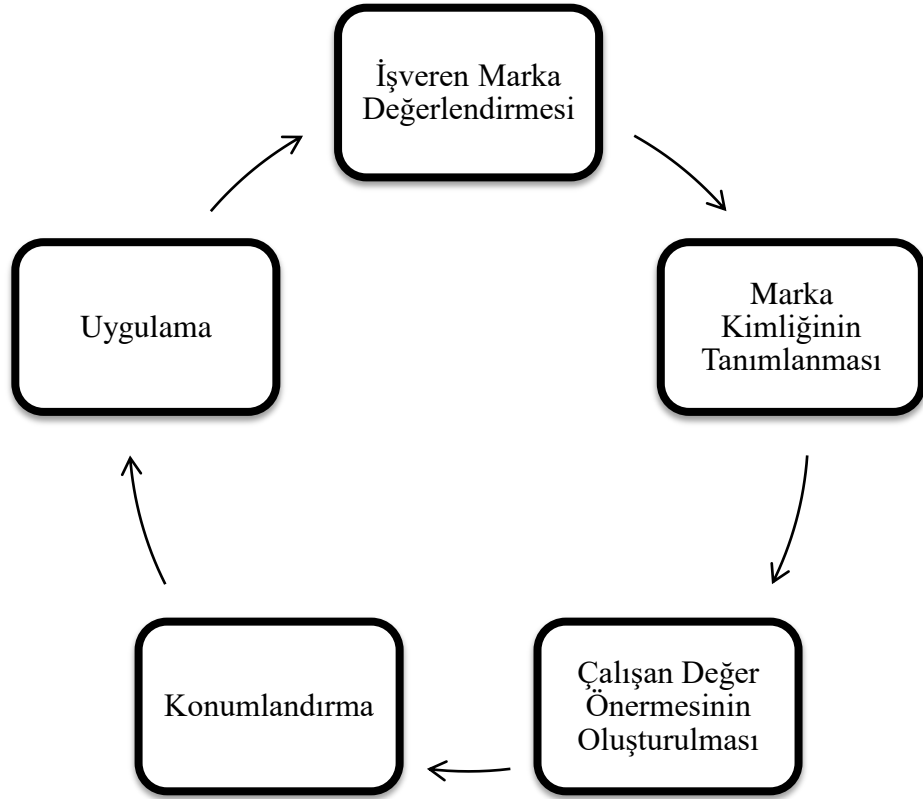 İşveren Marka
Değerlendirmesi
Marka
Kimliğinin
Tanımlanması
Çalışan Değer
Önermesinin
Oluşturulması
Konumlandırma
Uygulama